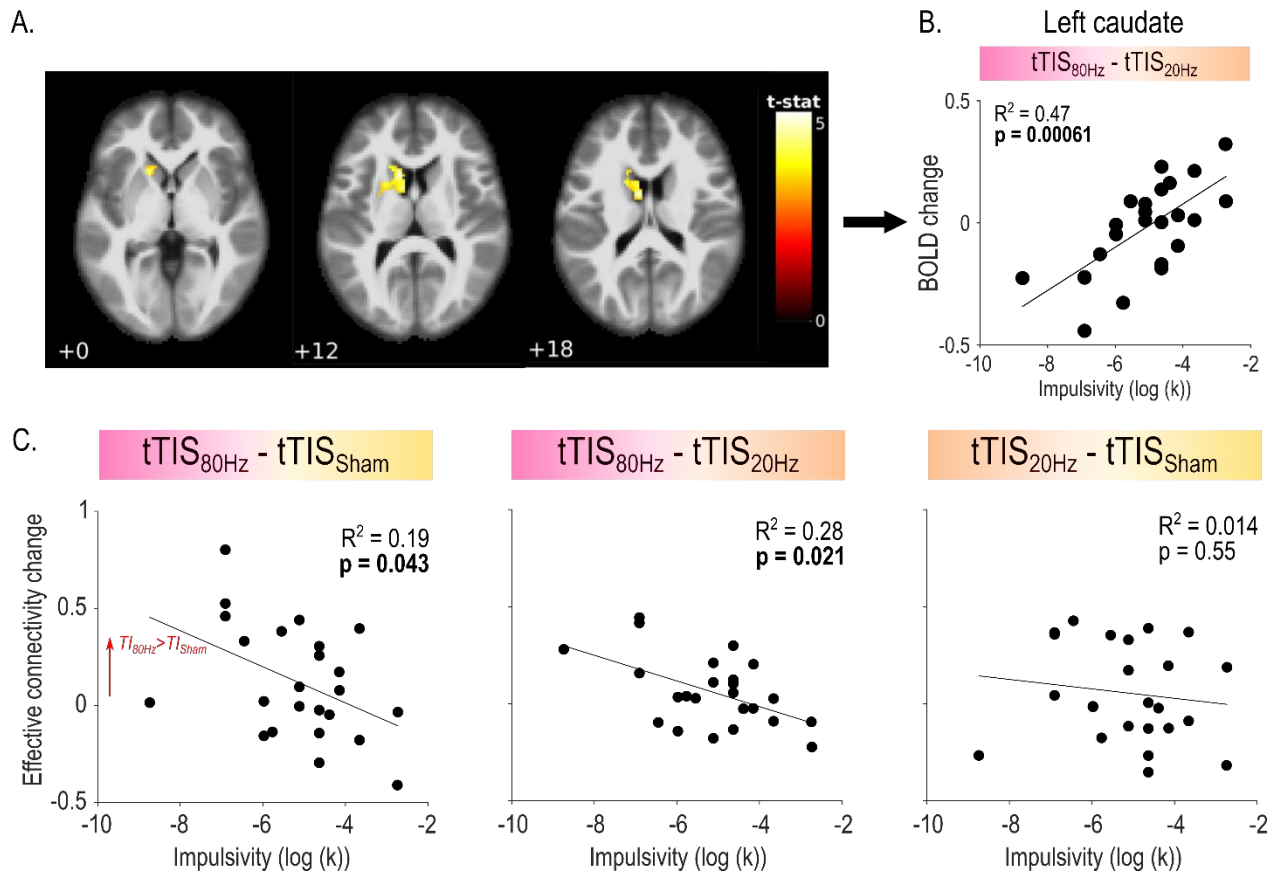 A.
t-stat
5
0
+0
+12
+18
B.
Left caudate
tTIS80Hz - tTIS20Hz
R2 = 0.47
p = 0.00061
BOLD change
0.5
0
-0.5
-10
-8
-6
-4
-2
Impulsivity (log (k))
C.
tTIS80Hz - tTISSham
R2 = 0.19
p = 0.043
TI80Hz>TISham
Effective connectivity change
1
0.5
0
-0.5
-10
-8
-6
-4
-2
Impulsivity (log (k))
tTIS80Hz - tTIS20Hz
R2 = 0.28
p = 0.021
-10
-8
-6
-4
-2
Impulsivity (log (k))
tTIS20Hz - tTISSham
R2 = 0.014
p = 0.55
-10
-8
-6
-4
-2
Impulsivity (log (k))